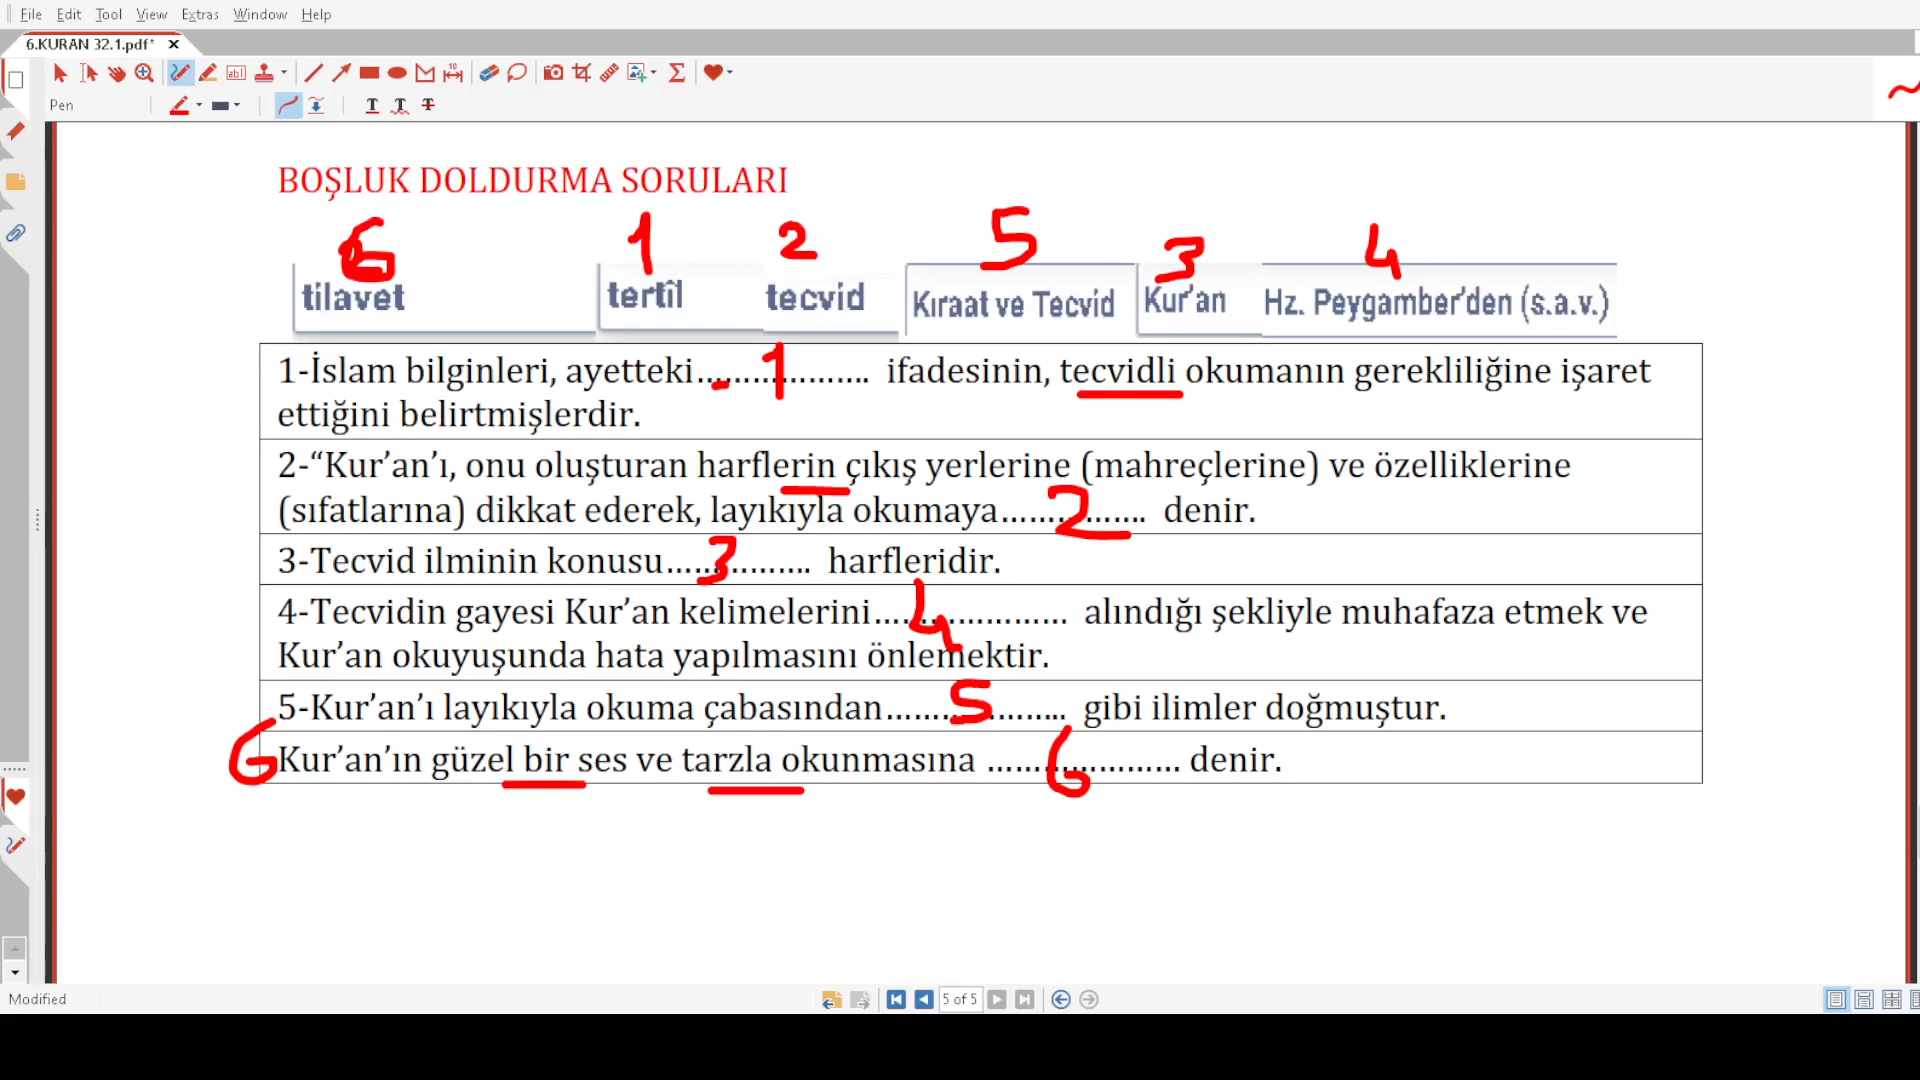 File Edit Tool View Extras Window Help
6.KURAN 32.1.pdf*
Pen
BOŞLUK DOLDURMA SORULARI
6 1 2 5 3 4
tilavet tertîl tecvid Kıraat ve Tecvid Kur'an Hz. Peygamber'den (s.a.v.)
1-İslam bilginleri, ayetteki………1………. ifadesinin, tecvidli okumanın gerekliliğine işaret
ettiğini belirtmişlerdir.
2-“Kur’an’ı, onu oluşturan harflerin çıkış yerlerine (mahreçlerine) ve özelliklerine
(sıfatlarına) dikkat ederek, layıkıyla okumaya……2……. denir.
3-Tecvid ilminin konusu……3………. harfleridir.
4-Tecvidin gayesi Kur’an kelimelerini……4………… alındığı şekliyle muhafaza etmek ve
Kur’an okuyuşunda hata yapılmasını önlemektir.
5-Kur’an’ı layıkıyla okuma çabasından………5……….. gibi ilimler doğmuştur.
6 Kur’an’ın güzel bir ses ve tarzla okunmasına ………6………… denir.
Modified
5 of 5